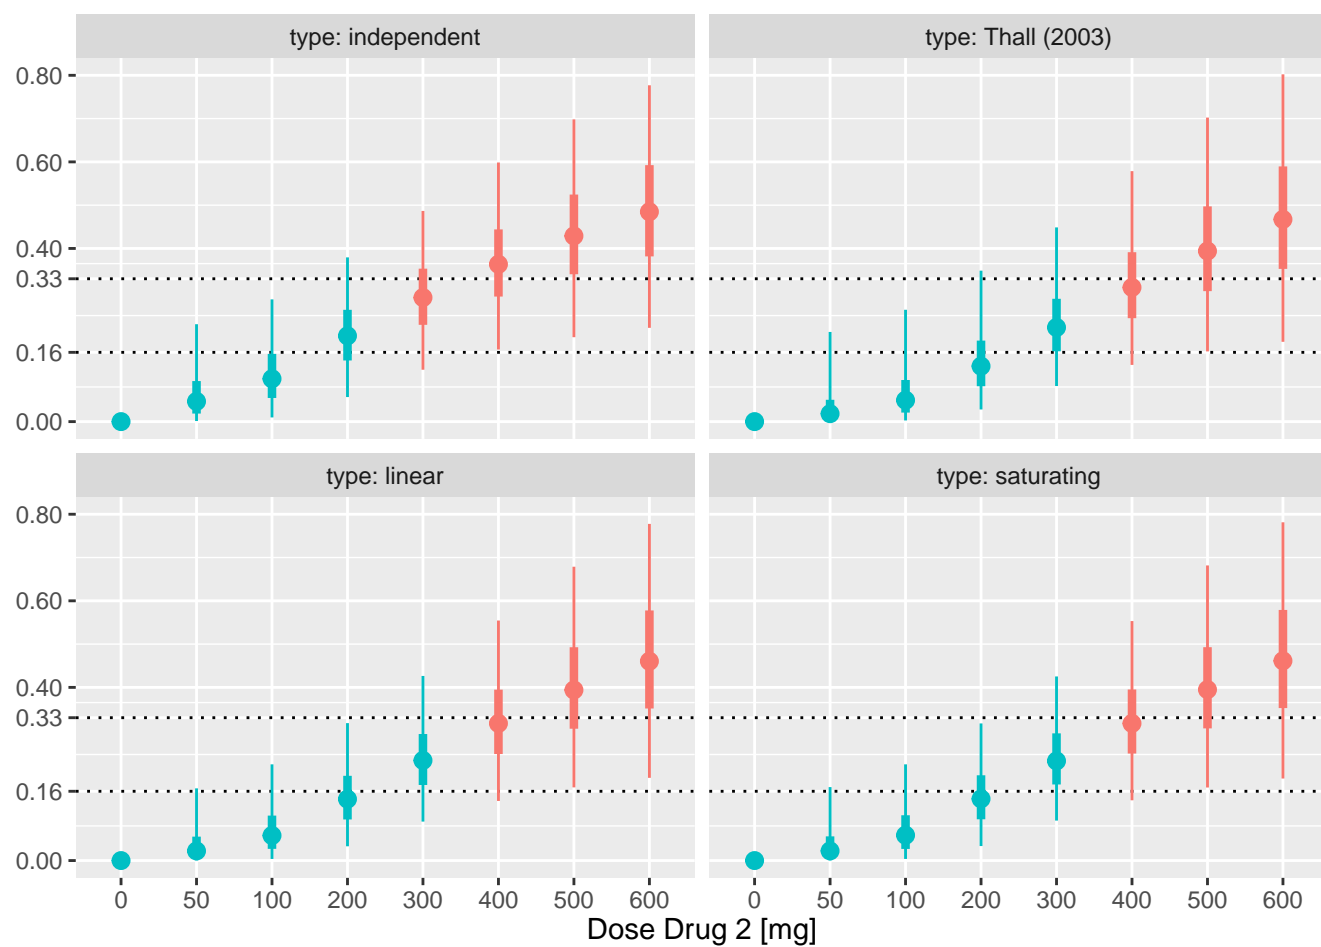 type: independent
type: Thall (2003)
0.80
0.60
0.40
0.33
0.16
0.00
type: linear
type: saturating
0.80
0.60
0.40
0.33
0.16
0.00
0 50 100 200 300 400 500 600
0 50 100 200 300 400 500 600
Dose Drug 2 [mg]